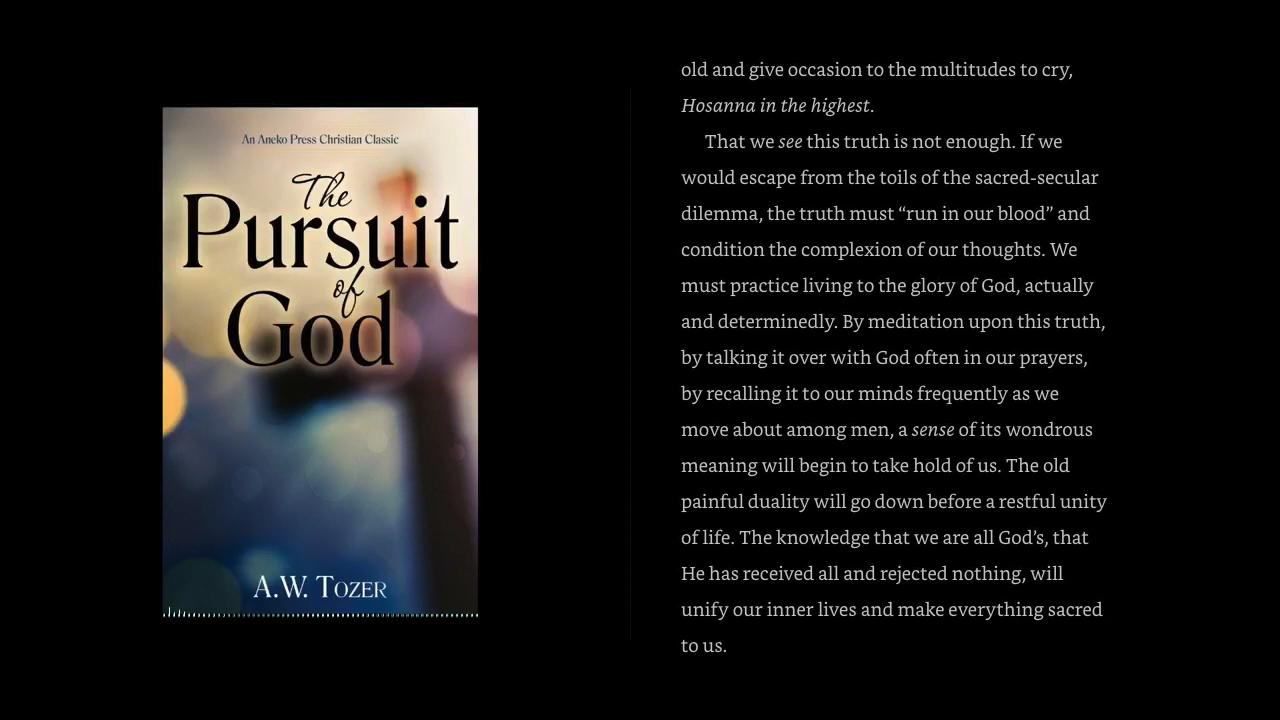 An Aneko Press Christian Classic
The
Pursuit
of
God
A.W. Tozer
old and give occasion to the multitudes to cry,
Hosanna in the highest.
That we see this truth is not enough. If we
would escape from the toils of the sacred-secular
dilemma, the truth must “run in our blood” and
condition the complexion of our thoughts. We
must practice living to the glory of God, actually
and determinedly. By meditation upon this truth,
by talking it over with God often in our prayers,
by recalling it to our minds frequently as we
move about among men, a sense of its wondrous
meaning will begin to take hold of us. The old
painful duality will go down before a restful unity
of life. The knowledge that we are all God’s, that
He has received all and rejected nothing, will
unify our inner lives and make everything sacred
to us.